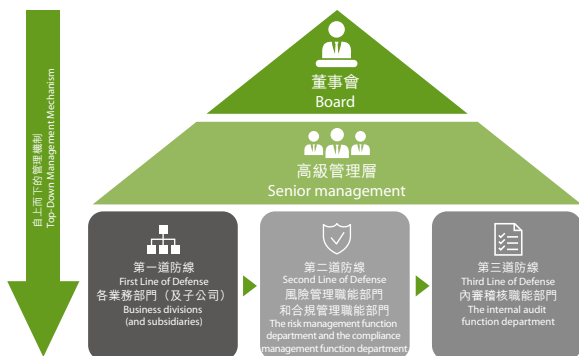 自上而下的管理機制
Top-Down Management Mechanism
董事會
Board
高級管理層
Senior management
第一道防線
First Line of Defense
各業務部門（及子公司）
Business divisions
(and subsidiaries)
第二道防線
Second Line of Defense
風險管理職能部門
和合規管理職能部門
The risk management function
department and the compliance
management function department
第三道防線
Third Line of Defense
內審稽核職能部門
The internal audit
function department